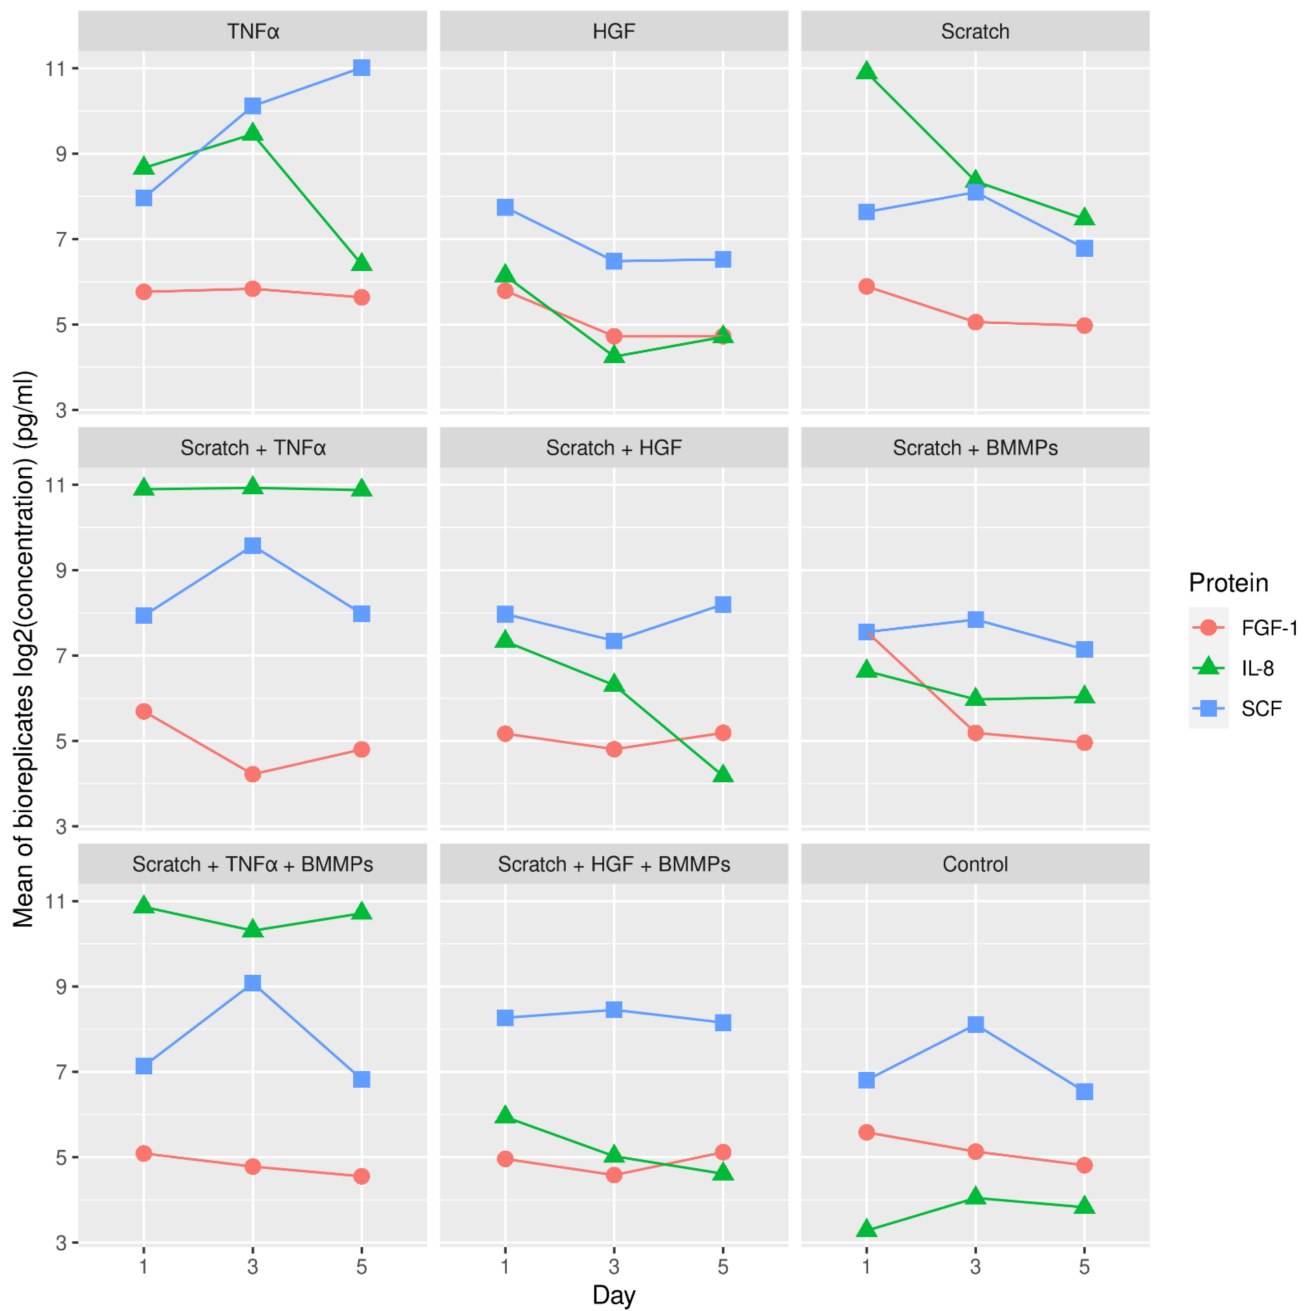 TNFα
HGF
Scratch
11
9
7
5
3
Scratch + TNFα
Scratch + HGF
Scratch + BMMPs
11
9
7
5
3
Scratch + TNFα + BMMPs
Scratch + HGF + BMMPs
Control
11
9
7
5
3
1
3
5
1
3
5
1
3
5
Day
Mean of bioreplicates log2(concentration) (pg/ml)
Protein
FGF-1
IL-8
SCF